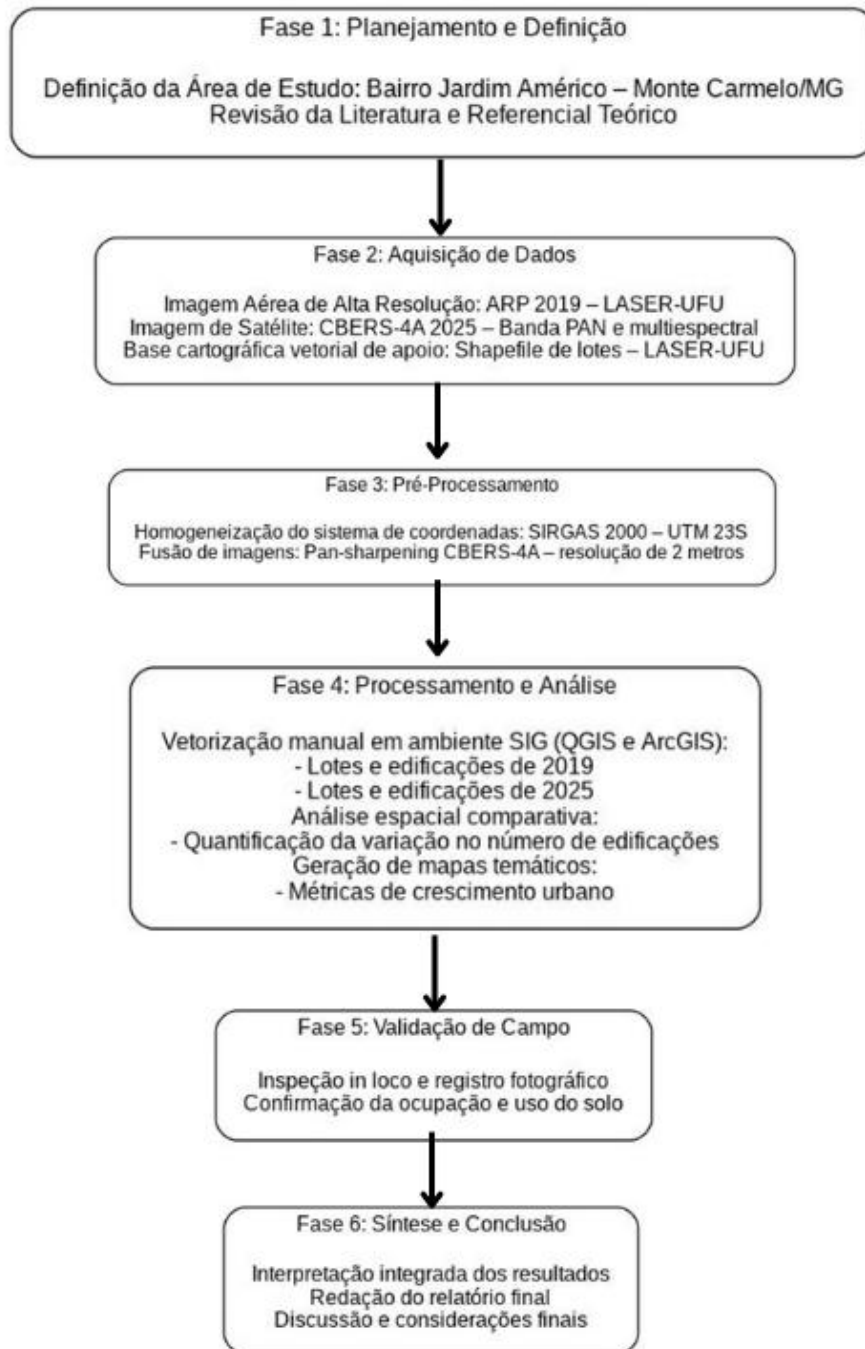 Fase 1: Planejamento e Definição
Definição da Área de Estudo: Bairro Jardim Américo – Monte Carmelo/MG
Revisão da Literatura e Referencial Teórico
Fase 2: Aquisição de Dados
Imagem Aérea de Alta Resolução: ARP 2019 – LASER-UFU
Imagem de Satélite: CBERS-4A 2025 – Banda PAN e multiespectral
Base cartográfica vetorial de apoio: Shapefile de lotes – LASER-UFU
Fase 3: Pré-Processamento
Homogeneização do sistema de coordenadas: SIRGAS 2000 – UTM 23S
Fusão de imagens: Pan-sharpening CBERS-4A – resolução de 2 metros
Fase 4: Processamento e Análise
Vetorização manual em ambiente SIG (QGIS e ArcGIS):
- Lotes e edificações de 2019
- Lotes e edificações de 2025
Análise espacial comparativa:
- Quantificação da variação no número de edificações
Geração de mapas temáticos:
- Métricas de crescimento urbano
Fase 5: Validação de Campo
Inspeção in loco e registro fotográfico
Confirmação da ocupação e uso do solo
Fase 6: Síntese e Conclusão
Interpretação integrada dos resultados
Redação do relatório final
Discussão e considerações finais